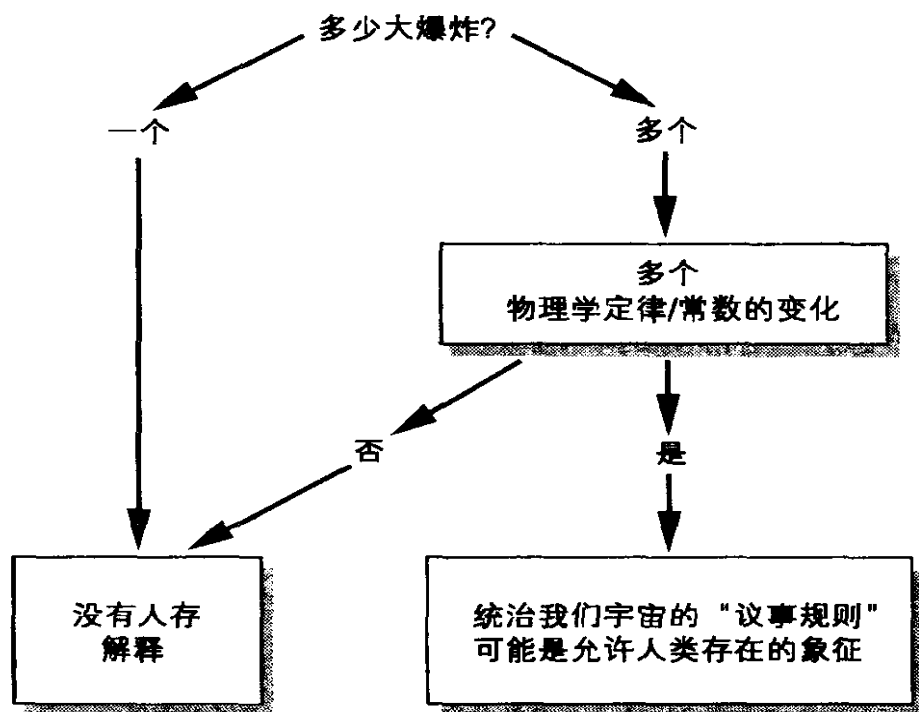 多少大爆炸?
一个
多个
多个
物理学定律/常数的变化
否
是
没有人存
解释
统治我们宇宙的“议事规则”
可能是允许人类存在的象征